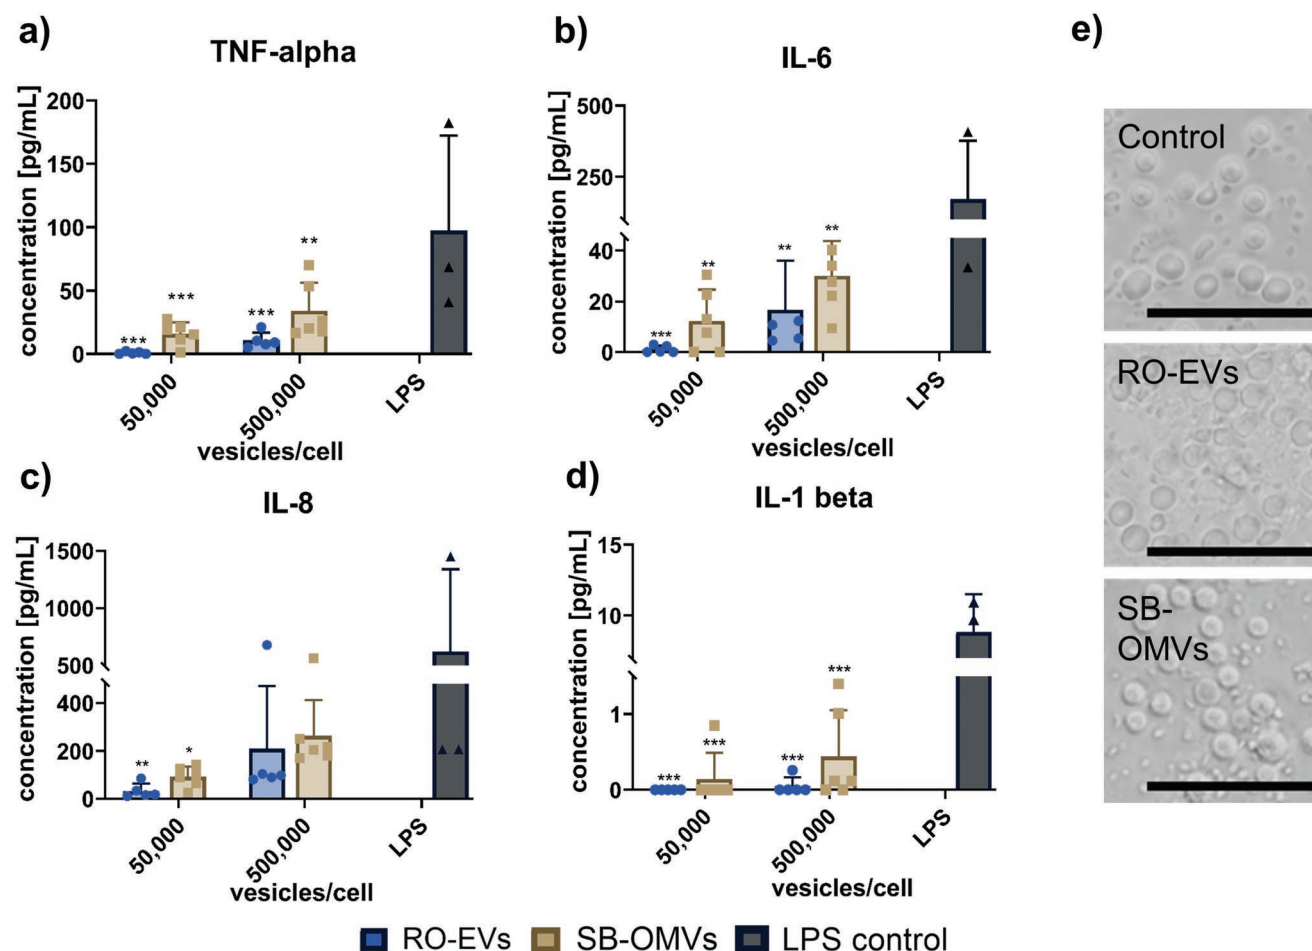 a)
TNF-alpha
concentration [pg/mL]
200
150
100
50
0
***
***
***
**
50,000
500,000
LPS
vesicles/cell
b)
IL-6
concentration [pg/mL]
500
250
40
20
0
***
**
**
**
50,000
500,000
LPS
vesicles/cell
c)
IL-8
concentration [pg/mL]
1500
1000
500
400
200
0
**
*
50,000
500,000
LPS
vesicles/cell
d)
IL-1 beta
concentration [pg/mL]
15
10
1
0
***
***
***
***
50,000
500,000
LPS
vesicles/cell
RO-EVs SB-OMVs LPS control
e)
Control
RO-EVs
SB-
OMVs